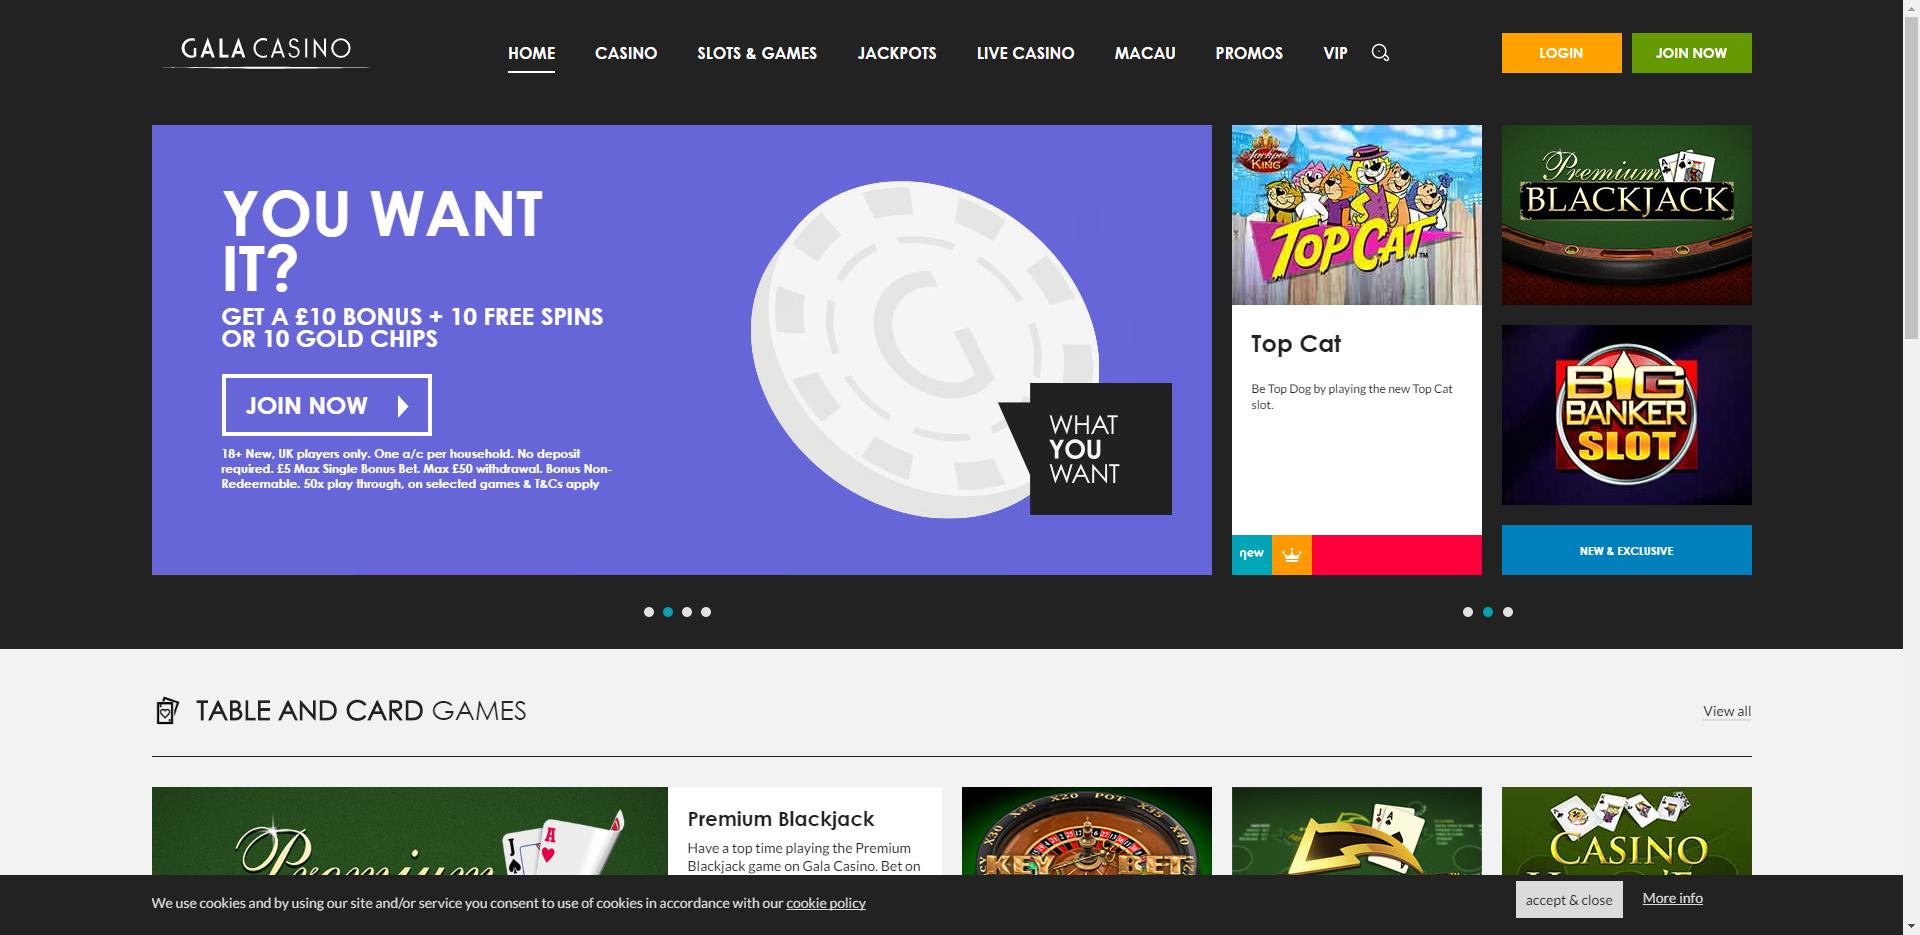 GALA CASINO
HOME
CASINO
SLOTS & GAMES
JACKPOTS
LIVE CASINO
MACAU
PROMOS
VIP
LOGIN
JOIN NOW
YOU WANT
IT?
GET A £10 BONUS + 10 FREE SPINS
OR 10 GOLD CHIPS
JOIN NOW
18+ New, UK players only. One a/c per household. No deposit
required. £5 Max Single Bonus Bet. Max £50 withdrawal. Bonus Non-
Redeemable. 50x play through, on selected games & T&Cs apply
G
WHAT
YOU
WANT
Jackpot
KING
TOP CAT™
Top Cat
Be Top Dog by playing the new Top Cat
slot.
new
Premium
BLACKJACK
BIG
BANKER
SLOT
NEW & EXCLUSIVE
TABLE AND CARD GAMES
View all
Premium
J
A
Premium Blackjack
Have a top time playing the Premium
Blackjack game on Gala Casino. Bet on
X30 X45 X20 POT X35 X40
KEY BET
J A
CASINO
We use cookies and by using our site and/or service you consent to use of cookies in accordance with our cookie policy
accept & close
More info